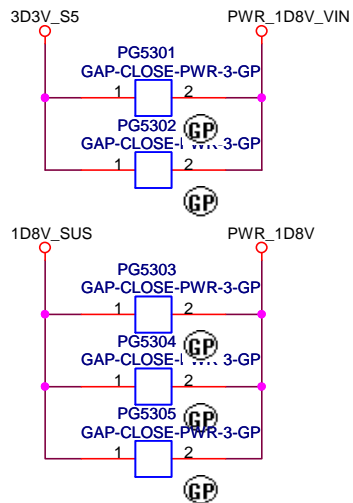 3D3V_S5 PWR_1D8V_VIN
PG5301
GAP-CLOSE-PWR-3-GP
1 2
GP
PG5302
GAP-CLOSE-PWR-3-GP
1 2
GP
1D8V_SUS PWR_1D8V
PG5303
GAP-CLOSE-PWR-3-GP
1 2
GP
PG5304
GAP-CLOSE-PWR-3-GP
1 2
GP
PG5305
GAP-CLOSE-PWR-3-GP
1 2
GP